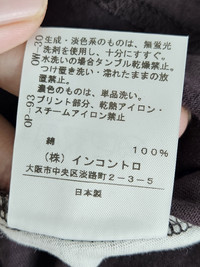 生成・淡色系のものは、無蛍光
洗剤を使用し、十分にすすぐ。
水洗いの場合タンブル乾燥禁止。
つけ置き洗い・濡れたままの放
置禁止。
濃色のものは、単品洗い。
プリント部分、乾熱アイロン・
スチームアイロン禁止。
綿 100%
(株)インコントロ
大阪市中央区淡路町2-3-5
日本製
OW-30
OP-93